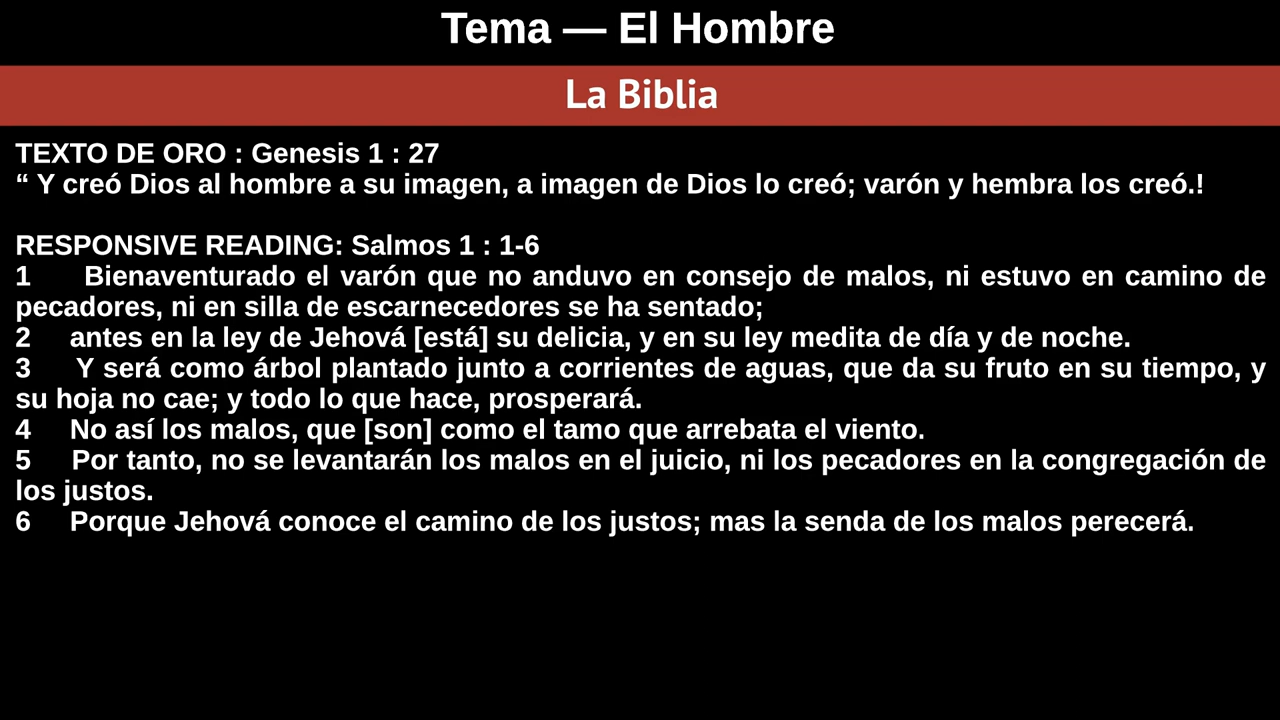 Tema — El Hombre
La Biblia
TEXTO DE ORO : Genesis 1 : 27
“ Y creó Dios al hombre a su imagen, a imagen de Dios lo creó; varón y hembra los creó.!
RESPONSIVE READING: Salmos 1 : 1-6
1 Bienaventurado el varón que no anduvo en consejo de malos, ni estuvo en camino de
pecadores, ni en silla de escarnecedores se ha sentado;
2 antes en la ley de Jehová [está] su delicia, y en su ley medita de día y de noche.
3 Y será como árbol plantado junto a corrientes de aguas, que da su fruto en su tiempo, y
su hoja no cae; y todo lo que hace, prosperará.
4 No así los malos, que [son] como el tamo que arrebata el viento.
5 Por tanto, no se levantarán los malos en el juicio, ni los pecadores en la congregación de
los justos.
6 Porque Jehová conoce el camino de los justos; mas la senda de los malos perecerá.